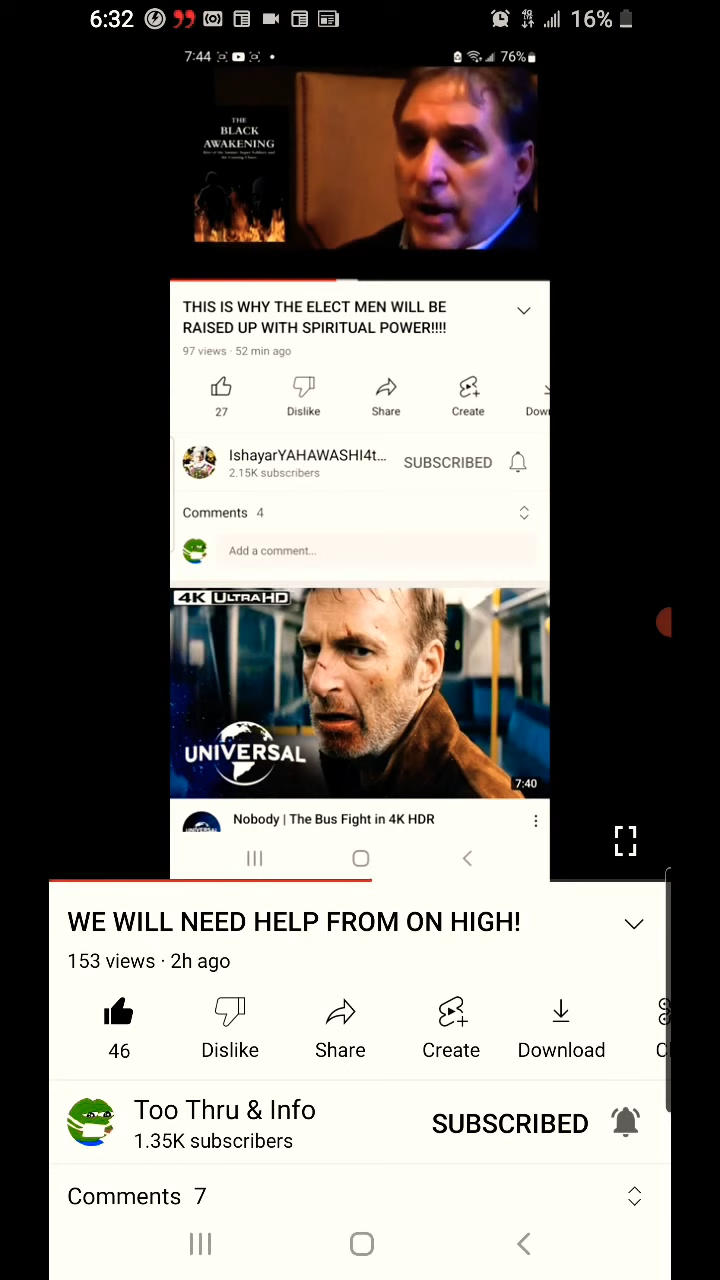 6:32
16%
7:44
76%
THE
BLACK
AWAKENING
THIS IS WHY THE ELECT MEN WILL BE
RAISED UP WITH SPIRITUAL POWER!!!!
97 views · 52 min ago
27
Dislike
Share
Create
Down
IshayarYAHAWASHI4t...
2.15K subscribers
SUBSCRIBED
Comments 4
Add a comment...
4K ULTRAHD
UNIVERSAL
7:40
Nobody | The Bus Fight in 4K HDR
WE WILL NEED HELP FROM ON HIGH!
153 views · 2h ago
46
Dislike
Share
Create
Download
Cl
Too Thru & Info
1.35K subscribers
SUBSCRIBED
Comments 7